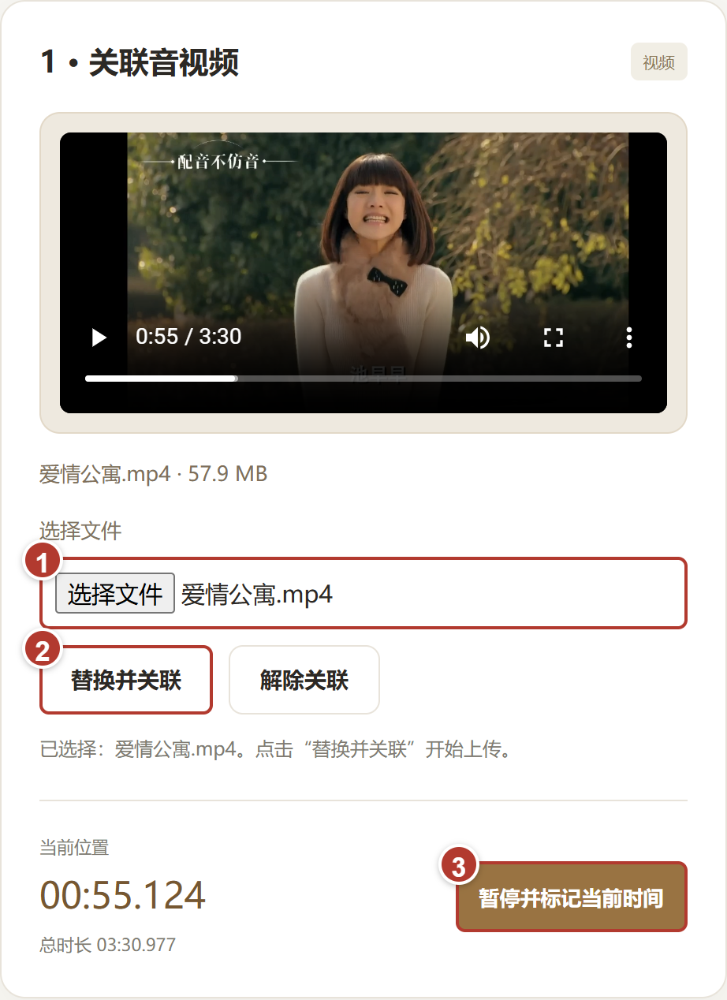 1 • 关联音视频
视频
配音不仿音
0:55 / 3:30
池早早
爱情公寓.mp4 · 57.9 MB
选择文件
1
选择文件 爱情公寓.mp4
2
替换并关联
解除关联
已选择：爱情公寓.mp4。点击“替换并关联”开始上传。
当前位置
00:55.124
总时长 03:30.977
3
暂停并标记当前时间